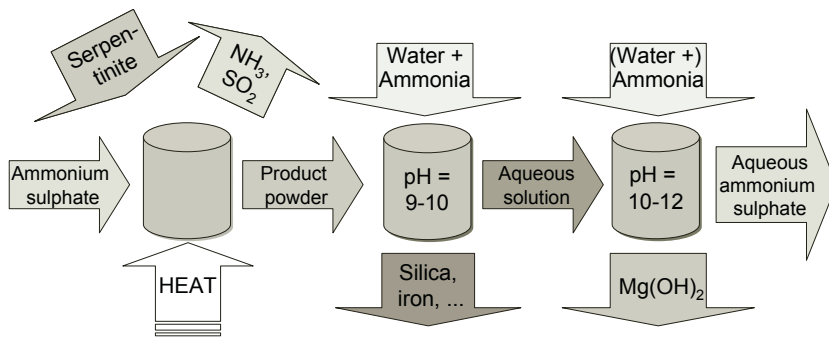 Serpen-
tinite
NH₃,
SO₂
Water +
Ammonia
(Water +)
Ammonia
Ammonium
sulphate
Product
powder
pH =
9-10
Aqueous
solution
pH =
10-12
Aqueous
ammonium
sulphate
HEAT
Silica,
iron, ...
Mg(OH)₂